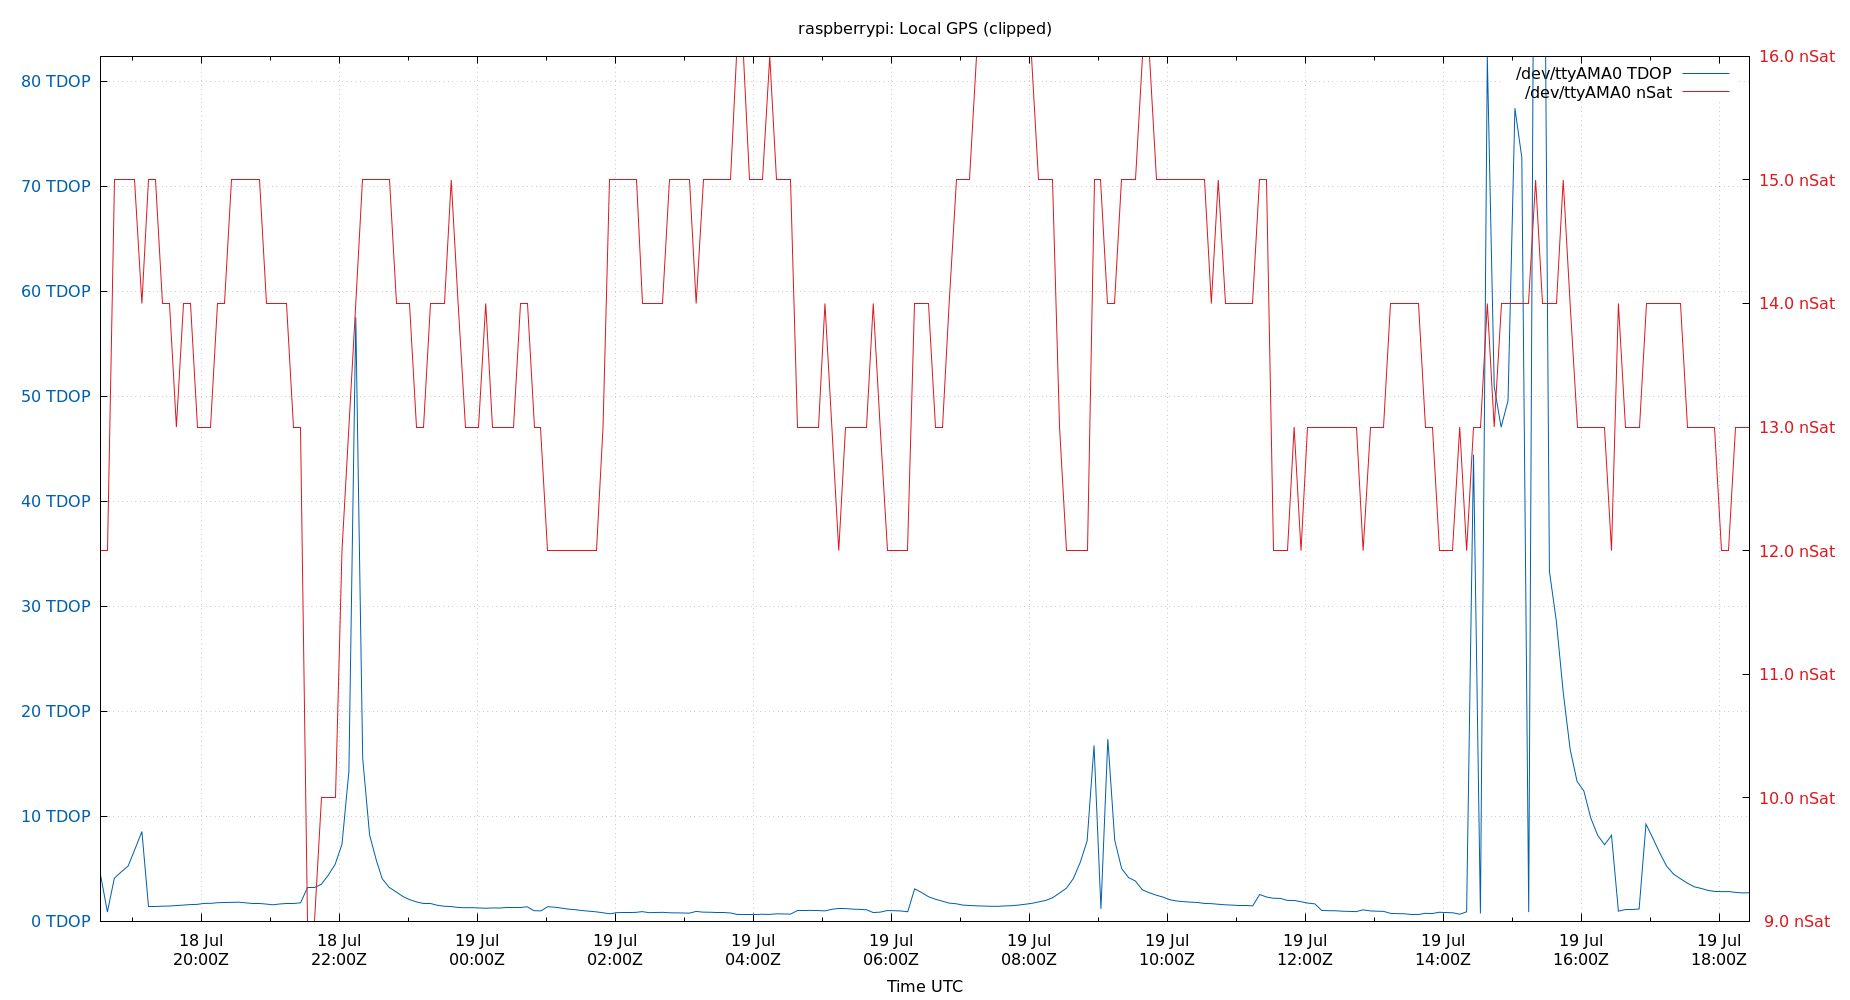 raspberrypi: Local GPS (clipped)
80 TDOP
70 TDOP
60 TDOP
50 TDOP
40 TDOP
30 TDOP
20 TDOP
10 TDOP
0 TDOP
16.0 nSat
15.0 nSat
14.0 nSat
13.0 nSat
12.0 nSat
11.0 nSat
10.0 nSat
9.0 nSat
/dev/ttyAMA0 TDOP
/dev/ttyAMA0 nSat
18 Jul
20:00Z
18 Jul
22:00Z
19 Jul
00:00Z
19 Jul
02:00Z
19 Jul
04:00Z
19 Jul
06:00Z
19 Jul
08:00Z
19 Jul
10:00Z
19 Jul
12:00Z
19 Jul
14:00Z
19 Jul
16:00Z
19 Jul
18:00Z
Time UTC